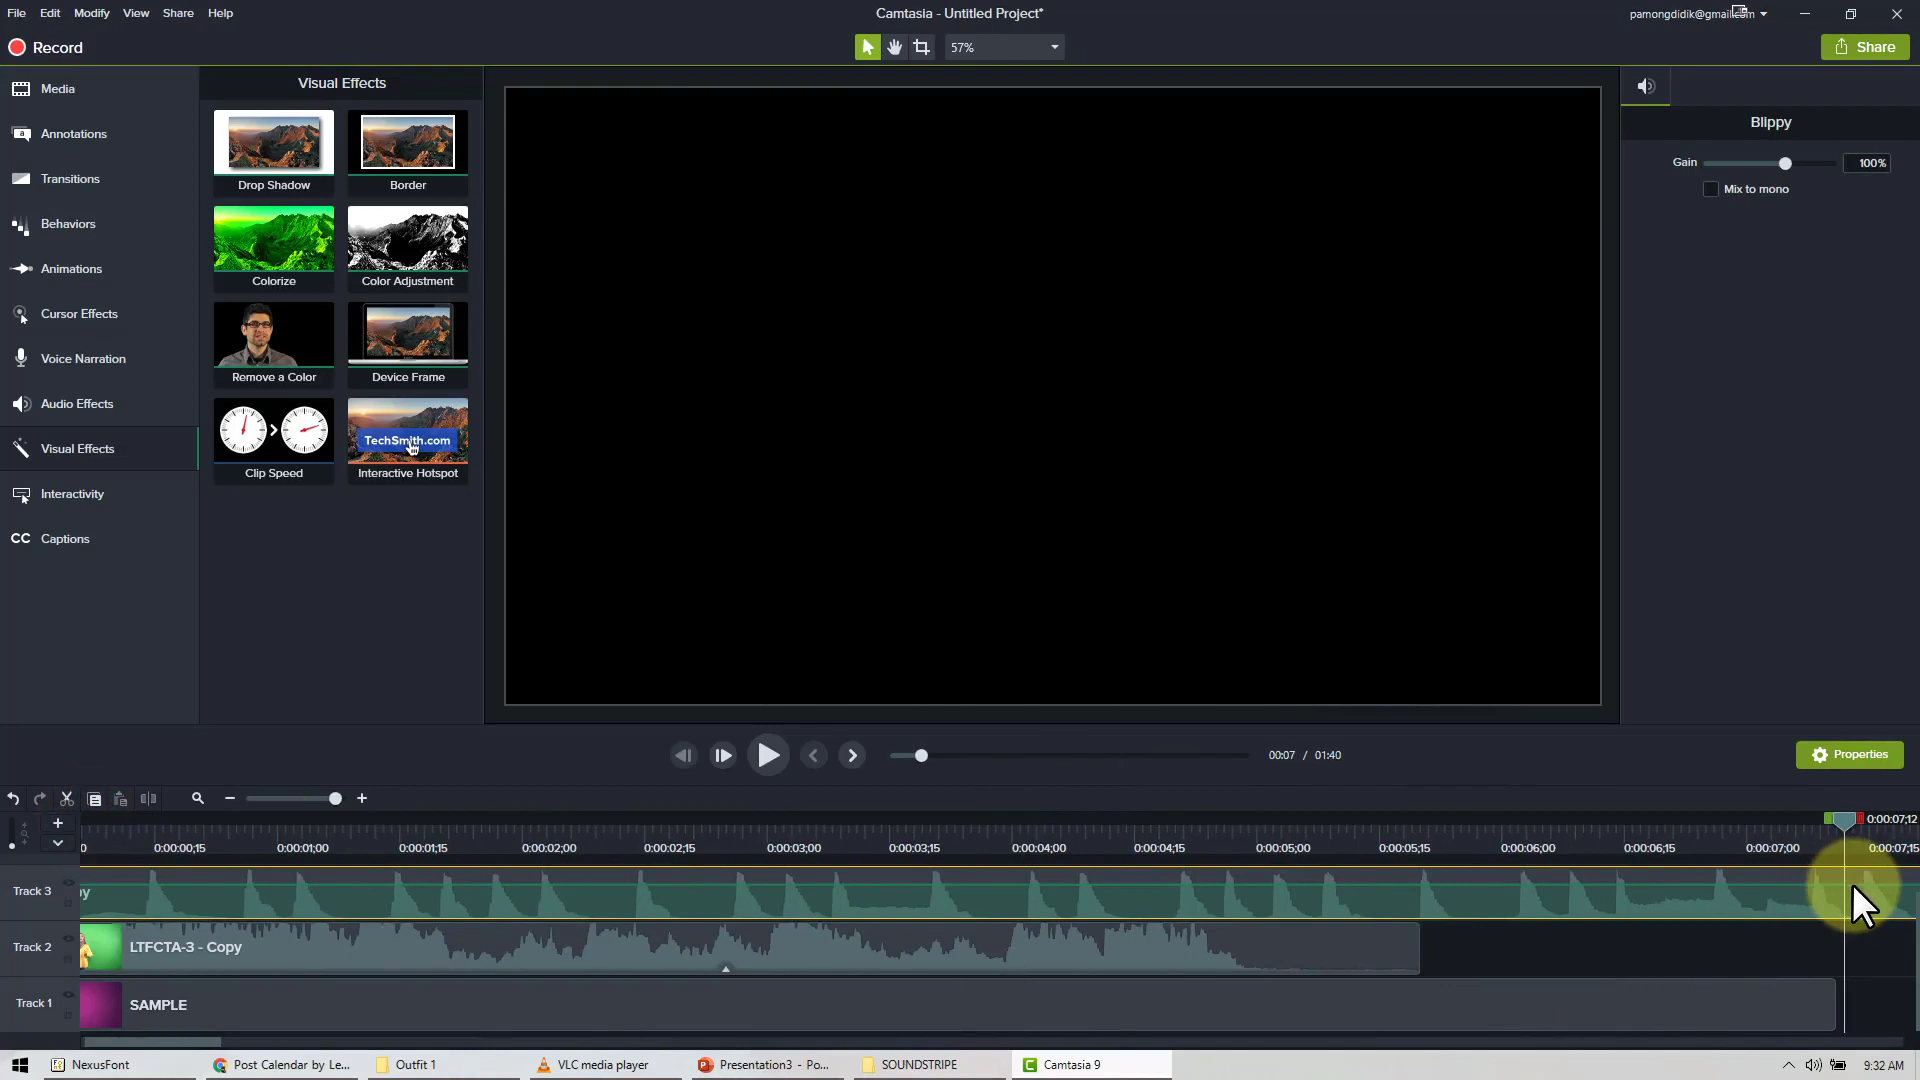 File Edit Modify View Share Help
Camtasia - Untitled Project*
Record
57%
Share
Media
Annotations
Transitions
Behaviors
Animations
Cursor Effects
Voice Narration
Audio Effects
Visual Effects
Interactivity
CC Captions
Visual Effects
Drop Shadow Border
Colorize Color Adjustment
Remove a Color Device Frame
TechSmith.com
Clip Speed Interactive Hotspot
Blippy
Gain 100%
Mix to mono
00:07 / 01:40
Properties
0:00:07;12
0:00:00;15 0:00:01;00 0:00:01;15 0:00:02;00 0:00:02;15 0:00:03;00 0:00:03;15 0:00:04;00 0:00:04;15 0:00:05;00 0:00:05;15 0:00:06;00 0:00:06;15 0:00:07;00 0:00:07;15
Track 3
Track 2 LTFCTA-3 - Copy
Track 1 SAMPLE
NexusFont Post Calendar by Le... Outfit 1 VLC media player Presentation3 - Po... SOUNDSTRIPE Camtasia 9 9:32 AM